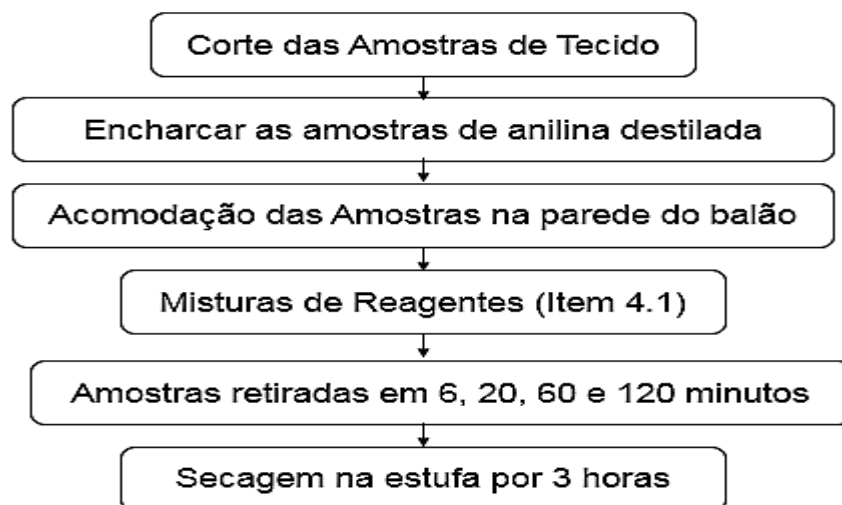 Corte das Amostras de Tecido
Encharcar as amostras de anilina destilada
Acomodação das Amostras na parede do balão
Misturas de Reagentes (Item 4.1)
Amostras retiradas em 6, 20, 60 e 120 minutos
Secagem na estufa por 3 horas